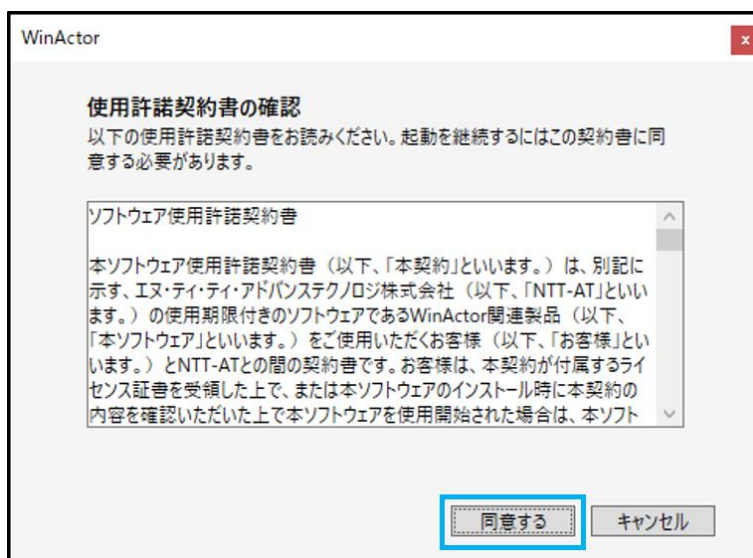 WinActor
x
使用許諾契約書の確認
以下の使用許諾契約書をお読みください。起動を継続するにはこの契約書に同
意する必要があります。
ソフトウェア使用許諾契約書
本ソフトウェア使用許諾契約書（以下、「本契約」といいます。）は、別記に
示す、エヌ・ティ・ティ・アドバンステクノロジ株式会社（以下、「NTT-AT」といい
ます。）の使用期限付きのソフトウェアであるWinActor関連製品（以下、
「本ソフトウェア」といいます。）をご使用いただくお客様（以下、「お客様」とい
います。）とNTT-ATとの間の契約書です。お客様は、本契約が付属するライ
センス証書を受領した上で、または本ソフトウェアのインストール時に本契約の
内容を確認いただいた上で本ソフトウェアを使用開始された場合は、本ソフト
同意する
キャンセル